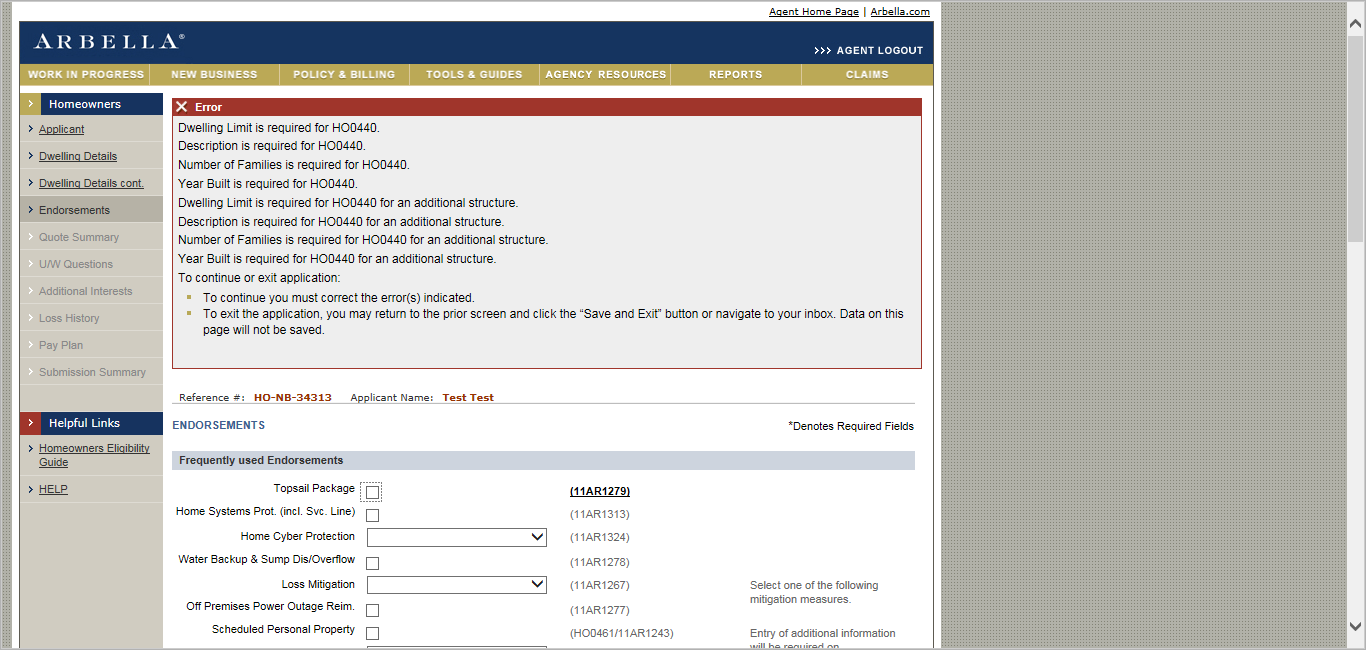 Agent Home Page | Arbella.com
ARBELLA®
>>> AGENT LOGOUT
WORK IN PROGRESS NEW BUSINESS POLICY & BILLING TOOLS & GUIDES AGENCY RESOURCES REPORTS CLAIMS
Homeowners
Applicant
Dwelling Details
Dwelling Details cont.
Endorsements
Quote Summary
U/W Questions
Additional Interests
Loss History
Pay Plan
Submission Summary
Helpful Links
Homeowners Eligibility
Guide
HELP
Error
Dwelling Limit is required for HO0440.
Description is required for HO0440.
Number of Families is required for HO0440.
Year Built is required for HO0440.
Dwelling Limit is required for HO0440 for an additional structure.
Description is required for HO0440 for an additional structure.
Number of Families is required for HO0440 for an additional structure.
Year Built is required for HO0440 for an additional structure.
To continue or exit application:
To continue you must correct the error(s) indicated.
To exit the application, you may return to the prior screen and click the “Save and Exit” button or navigate to your inbox. Data on this
page will not be saved.
Reference #: HO-NB-34313 Applicant Name: Test Test
ENDORSEMENTS
*Denotes Required Fields
Frequently used Endorsements
Topsail Package (11AR1279)
Home Systems Prot. (incl. Svc. Line) (11AR1313)
Home Cyber Protection (11AR1324)
Water Backup & Sump Dis/Overflow (11AR1278)
Loss Mitigation (11AR1267) Select one of the following
mitigation measures.
Off Premises Power Outage Reim. (11AR1277)
Scheduled Personal Property (HO0461/11AR1243) Entry of additional information
will be required on